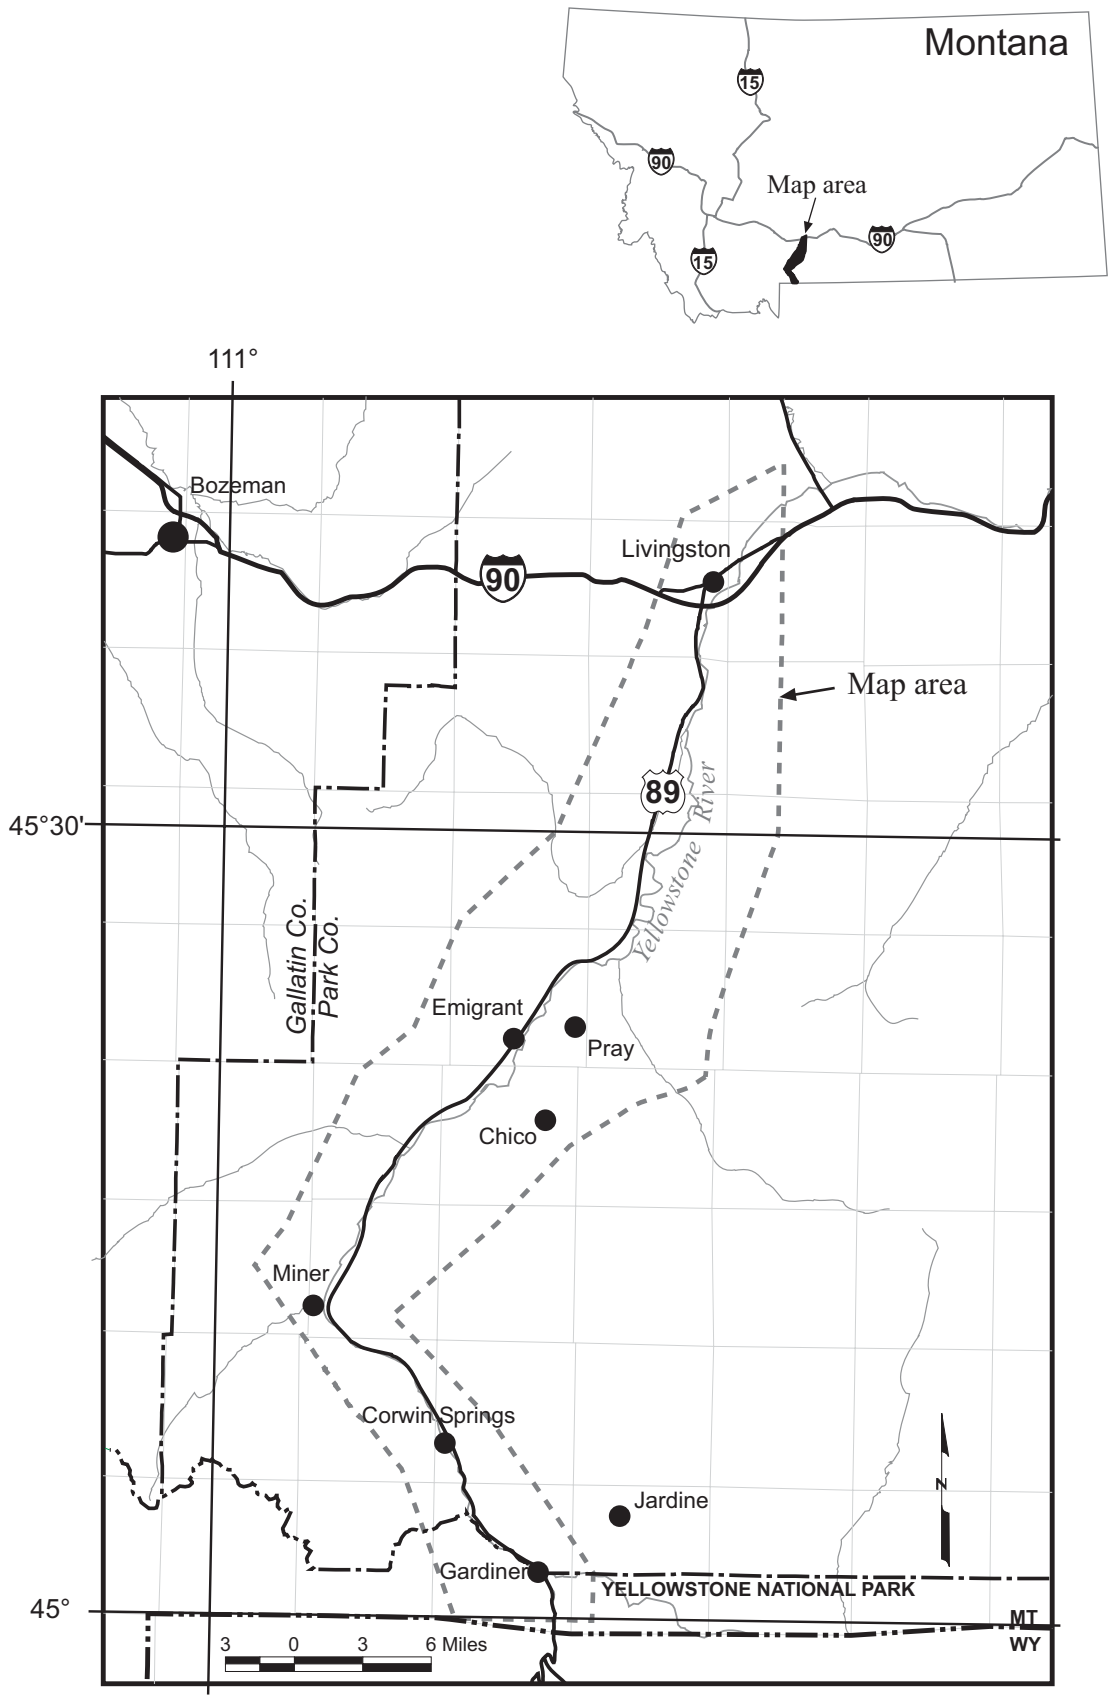 Montana
15
90
Map area
90
15
111°
Bozeman
Livingston
90
Map area
89
Yellowstone River
45°30'
Gallatin Co.
Park Co.
Emigrant
Pray
Chico
Miner
Corwin Springs
N
Jardine
Gardiner
YELLOWSTONE NATIONAL PARK
45°
MT
WY
3 0 3 6 Miles